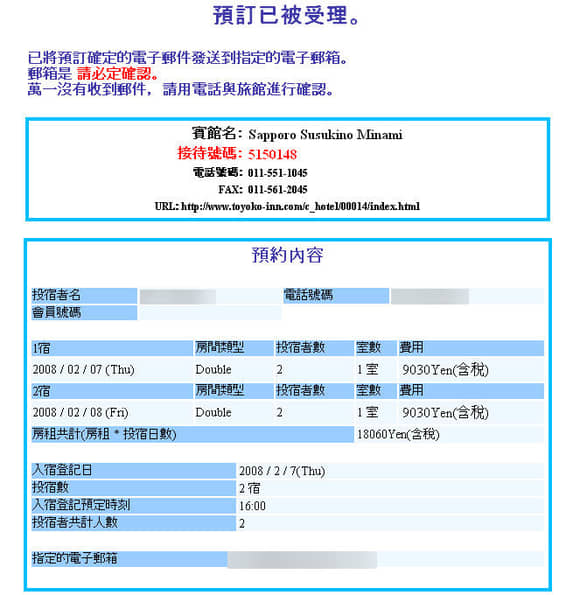 預訂已被受理。
已將預訂確定的電子郵件發送到指定的電子郵箱。
郵箱是 請必定確認。
萬一沒有收到郵件，請用電話與旅館進行確認。
賓館名: Sapporo Susukino Minami
接待號碼: 5150148
電話號碼: 011-551-1045
FAX: 011-561-2045
URL: http://www.toyoko-inn.com/c_hotel/00014/index.html
預約內容
投宿者名 電話號碼
會員號碼
1宿 房間類型 投宿者數 室數 費用
2008 / 02 / 07 (Thu) Double 2 1 室 9030Yen(含稅)
2宿 房間類型 投宿者數 室數 費用
2008 / 02 / 08 (Fri) Double 2 1 室 9030Yen(含稅)
房租共計(房租 * 投宿日數) 18060Yen(含稅)
入宿登記日 2008 / 2 / 7(Thu)
投宿數 2 宿
入宿登記預定時刻 16:00
投宿者共計人數 2
指定的電子郵箱